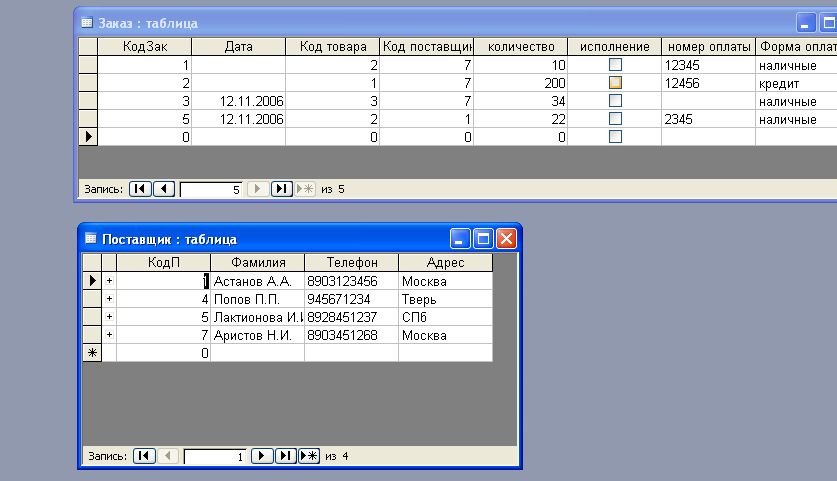 Заказ : таблица
КодЗак Дата Код товара Код поставщик количество исполнение номер оплаты Форма оплат
1 2 7 10 12345 наличные
2 1 7 200 12456 кредит
3 12.11.2006 3 7 34 наличные
5 12.11.2006 2 1 22 2345 наличные
0 0 0 0
Запись: 5 из 5
Поставщик : таблица
КодП Фамилия Телефон Адрес
1 Астанов А.А. 8903123456 Москва
4 Попов П.П. 945671234 Тверь
5 Лактионова И.И 8928451237 СПб
7 Аристов Н.И. 8903451268 Москва
0
Запись: 1 из 4